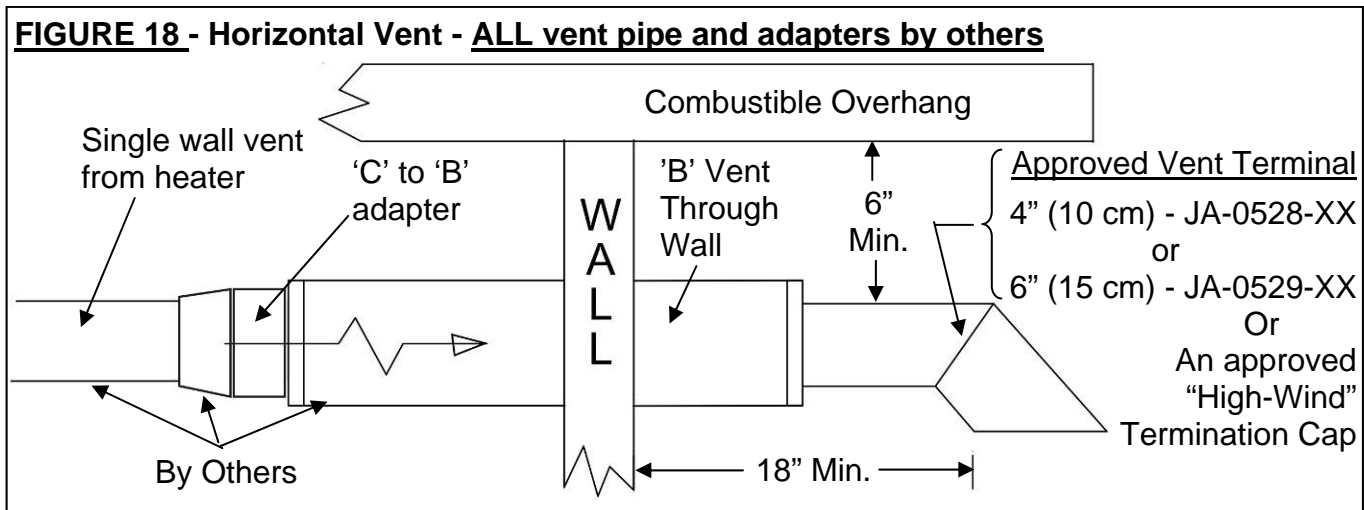 FIGURE 18 - Horizontal Vent - ALL vent pipe and adapters by others
Combustible Overhang
Single wall vent
from heater
‘C’ to ‘B’
adapter
WALL
’B’ Vent
Through
Wall
6”
Min.
Approved Vent Terminal
4” (10 cm) - JA-0528-XX
or
6” (15 cm) - JA-0529-XX
Or
An approved
“High-Wind”
Termination Cap
By Others
18” Min.